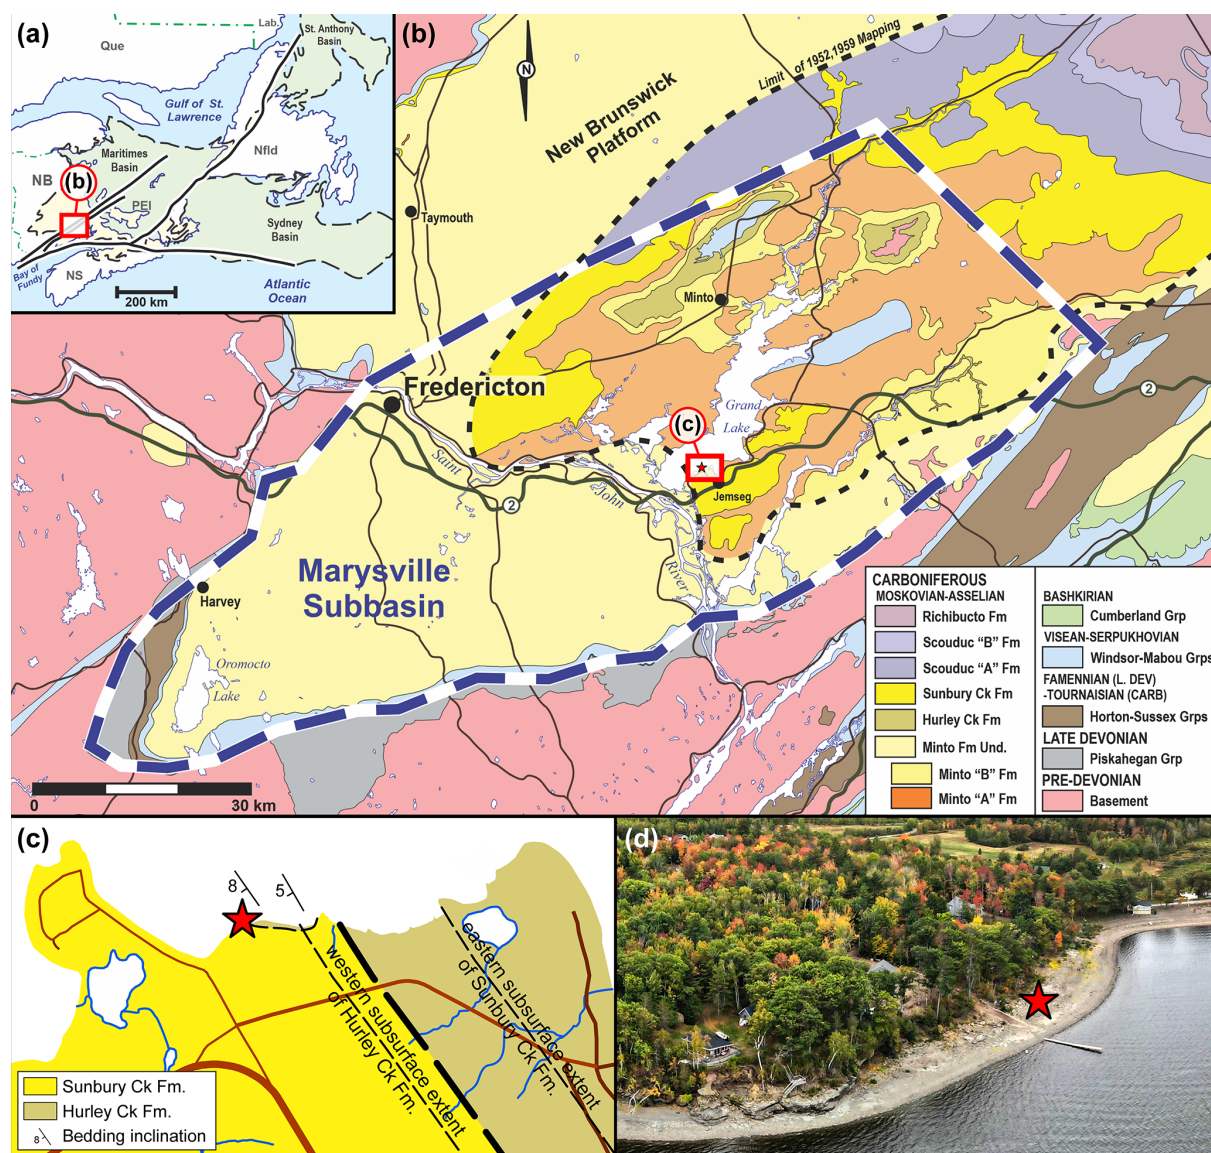 (a)
Que
Lab.
St. Anthony
Basin
Gulf of St.
Lawrence
Maritimes
Basin
Nfld
NB
(b)
PEI
Sydney
Basin
Bay of
Fundy
NS
200 km
Atlantic
Ocean
(b)
N
Limit of 1952,1959 Mapping
New Brunswick
Platform
Taymouth
Minto
Fredericton
Grand
Lake
(c)
2
Saint
John
River
2
Jemseg
Marysville
Subbasin
Harvey
Oromocto
Lake
0
30 km
CARBONIFEROUS
MOSKOVIAN-ASSELIAN
Richibucto Fm
Scouduc “B” Fm
Scouduc “A” Fm
Sunbury Ck Fm
Hurley Ck Fm
Minto Fm Und.
Minto “B” Fm
Minto “A” Fm
BASHKIRIAN
Cumberland Grp
VISEAN-SERPUKHOVIAN
Windsor-Mabou Grps
FAMENNIAN (L. DEV)
-TOURNAISIAN (CARB)
Horton-Sussex Grps
LATE DEVONIAN
Piskahegan Grp
PRE-DEVONIAN
Basement
(c)
8
5
western subsurface extent
of Hurley Ck Fm.
eastern subsurface extent
of Sunbury Ck Fm.
Sunbury Ck Fm.
Hurley Ck Fm.
8
Bedding inclination
(d)